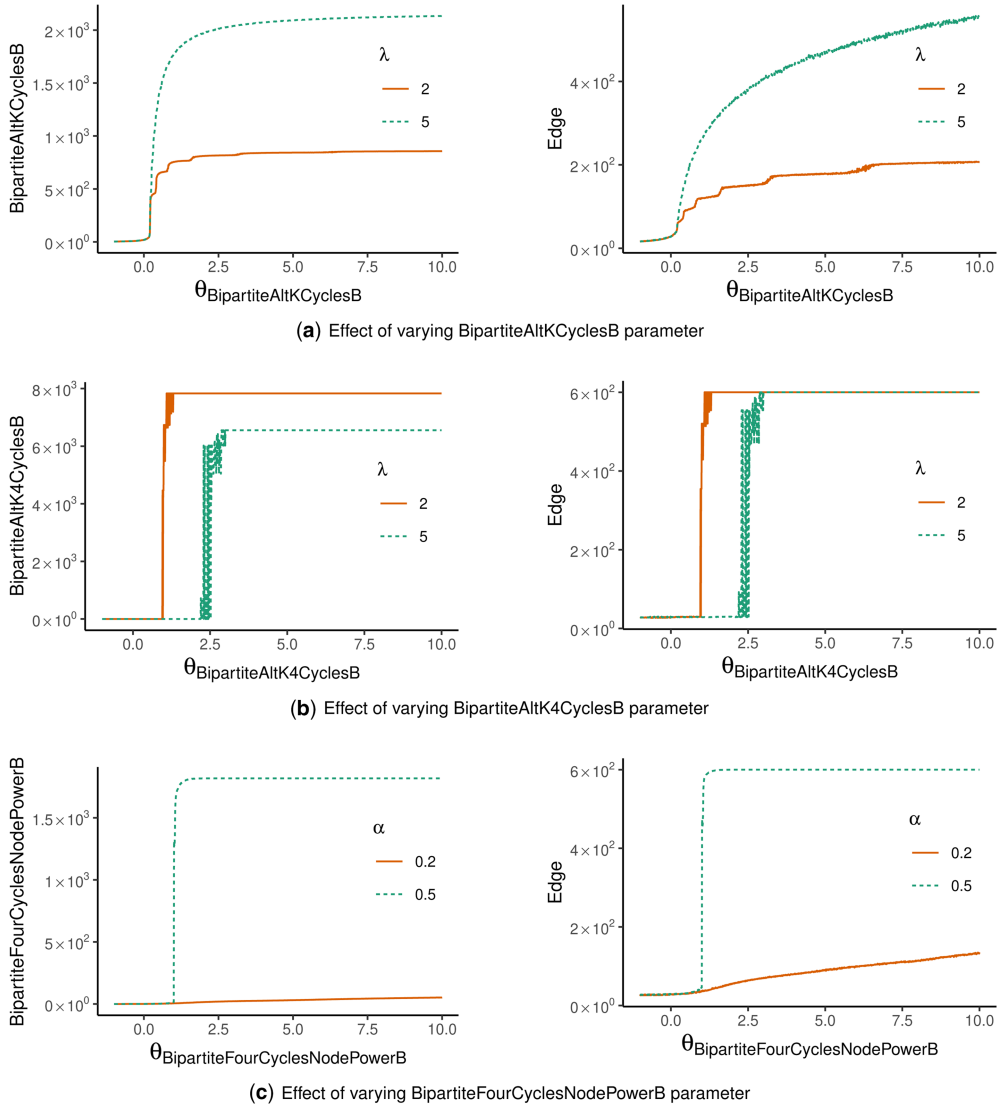 BipartiteAltKCyclesB
2×10³
1.5×10³
1×10³
5×10²
0×10⁰
0.0 2.5 5.0 7.5 10.0
θBipartiteAltKCyclesB
λ
2
5
Edge
4×10²
2×10²
0×10⁰
0.0 2.5 5.0 7.5 10.0
θBipartiteAltKCyclesB
λ
2
5
(a) Effect of varying BipartiteAltKCyclesB parameter
BipartiteAltK4CyclesB
8×10³
6×10³
4×10³
2×10³
0×10⁰
0.0 2.5 5.0 7.5 10.0
θBipartiteAltK4CyclesB
λ
2
5
Edge
6×10²
4×10²
2×10²
0×10⁰
0.0 2.5 5.0 7.5 10.0
θBipartiteAltK4CyclesB
λ
2
5
(b) Effect of varying BipartiteAltK4CyclesB parameter
BipartiteFourCyclesNodePowerB
1.5×10³
1×10³
5×10²
0×10⁰
0.0 2.5 5.0 7.5 10.0
θBipartiteFourCyclesNodePowerB
α
0.2
0.5
Edge
6×10²
4×10²
2×10²
0×10⁰
0.0 2.5 5.0 7.5 10.0
θBipartiteFourCyclesNodePowerB
α
0.2
0.5
(c) Effect of varying BipartiteFourCyclesNodePowerB parameter